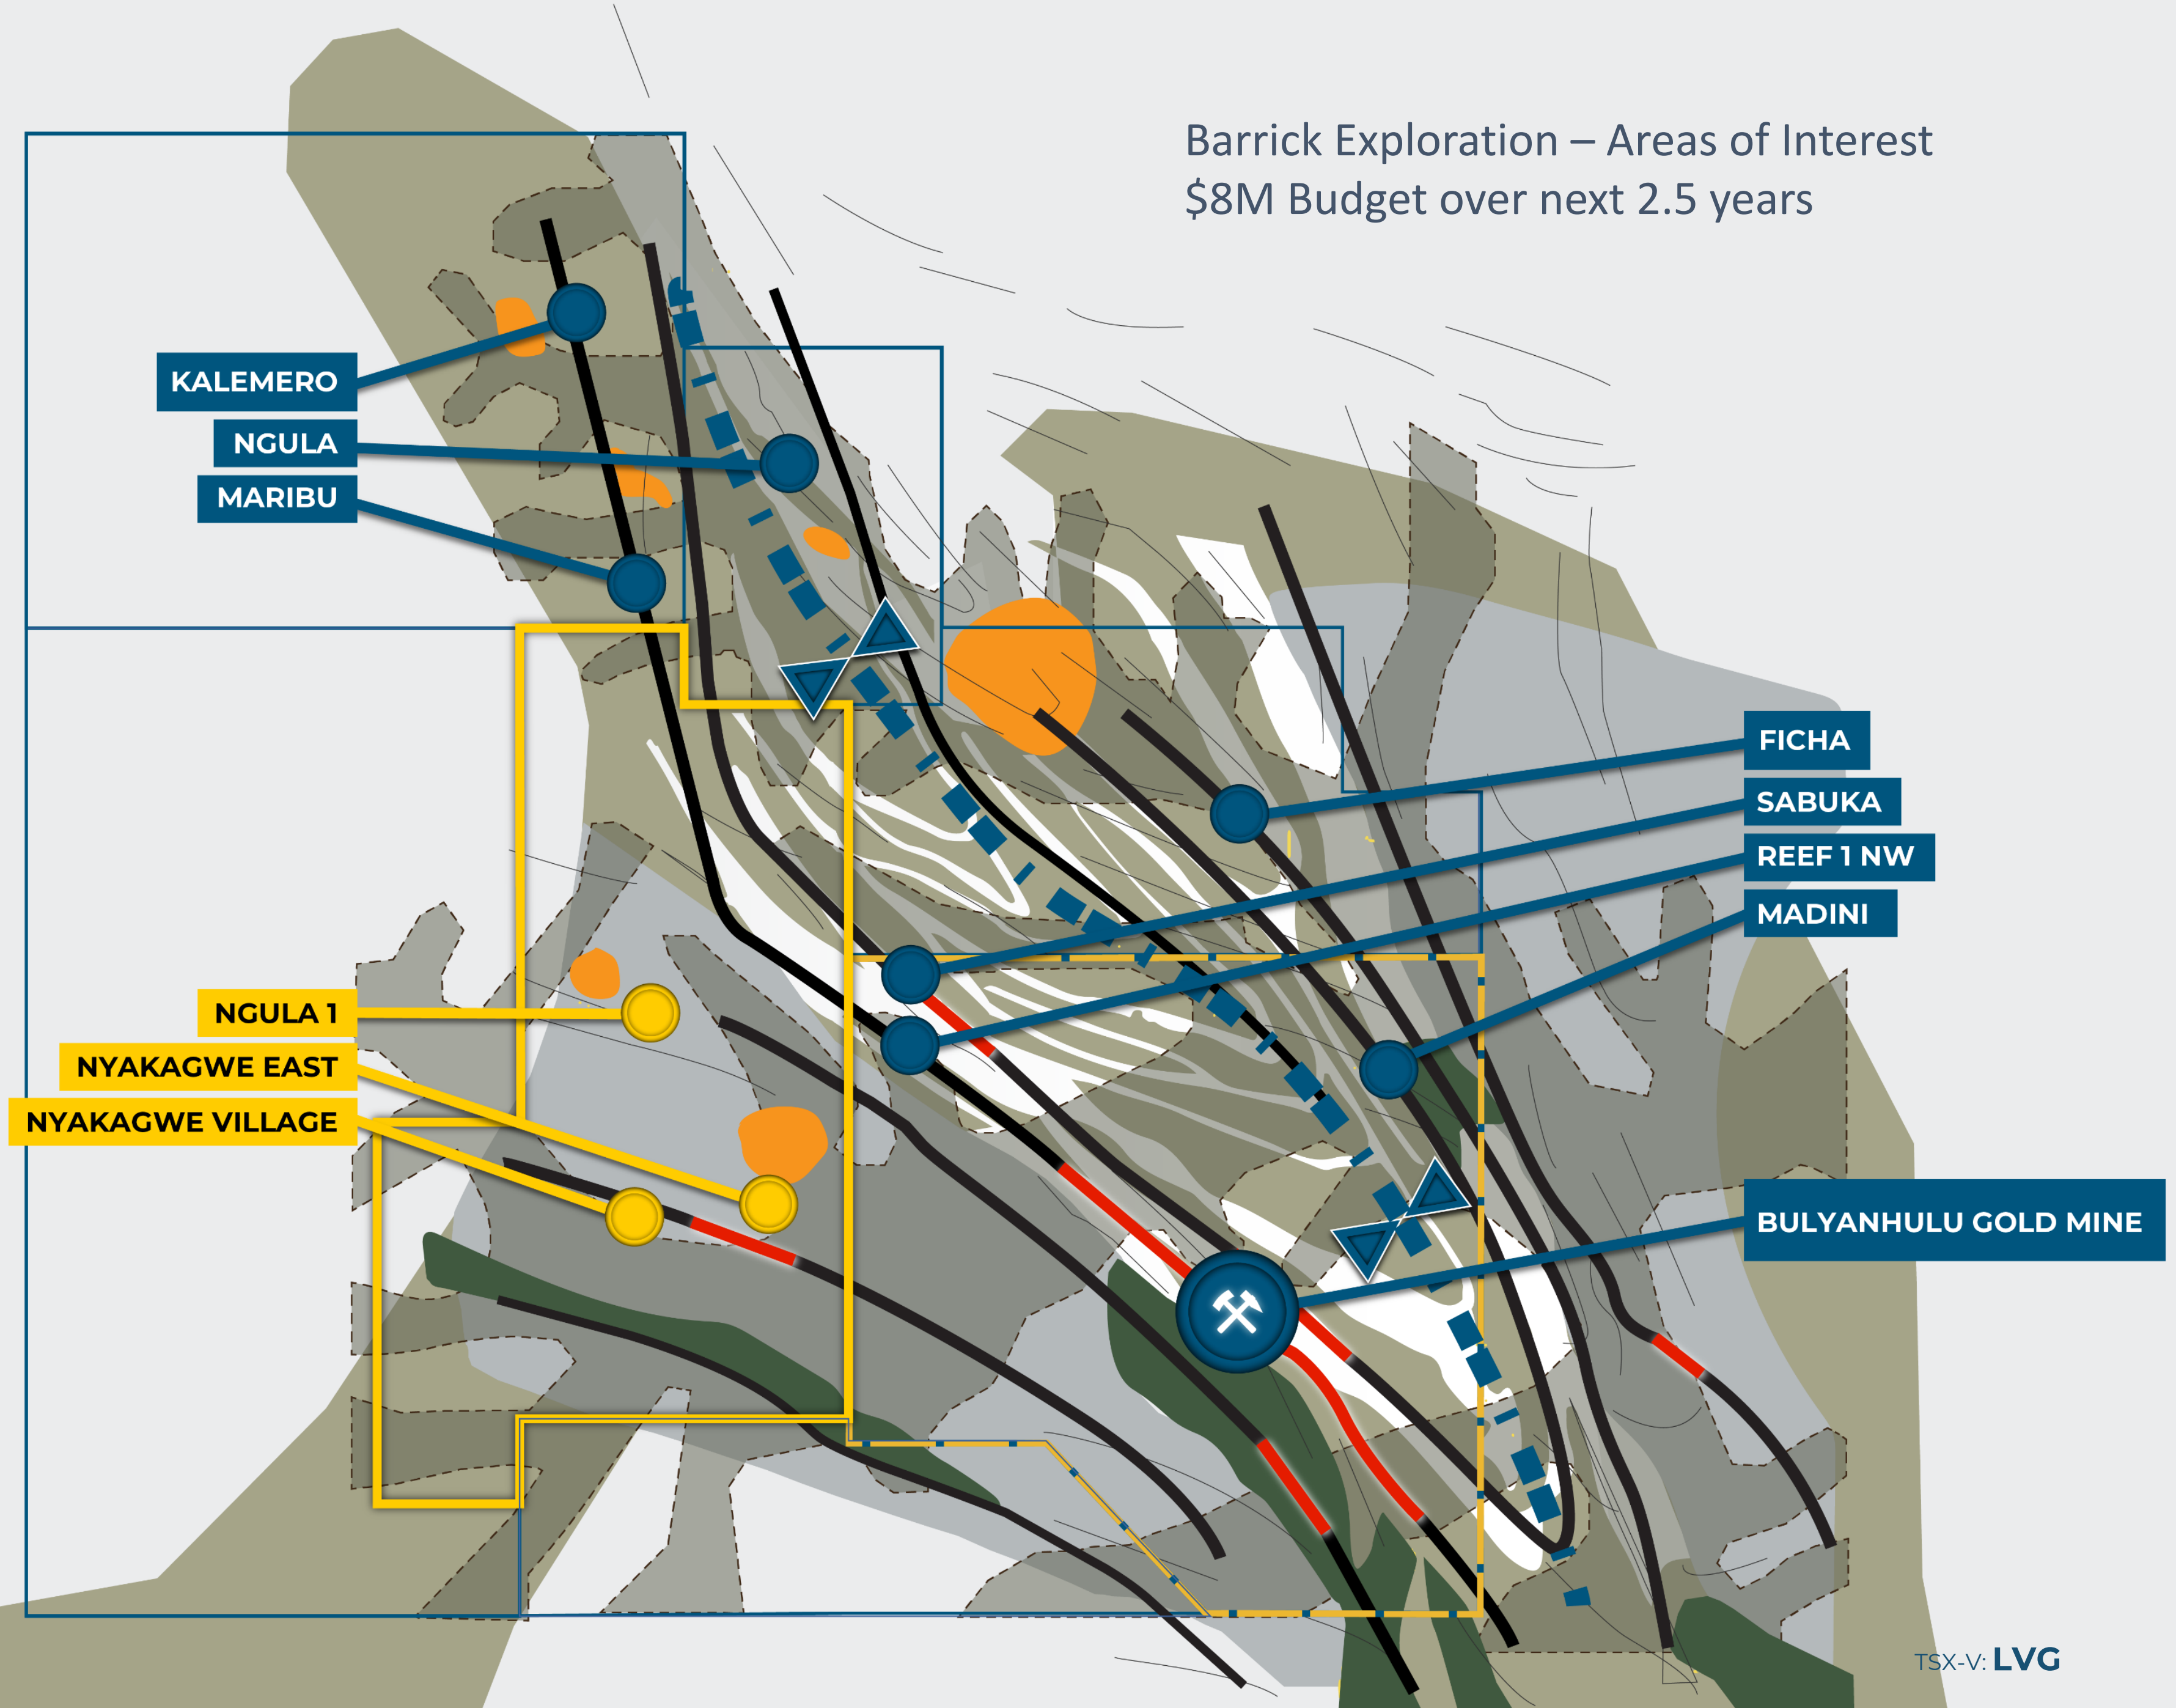 Barrick Exploration – Areas of Interest
$8M Budget over next 2.5 years
KALEMERO
NGULA
MARIBU
FICHA
SABUKA
REEF 1 NW
MADINI
NGULA 1
NYAKAGWE EAST
NYAKAGWE VILLAGE
BULYANHULU GOLD MINE
TSX-V: LVG